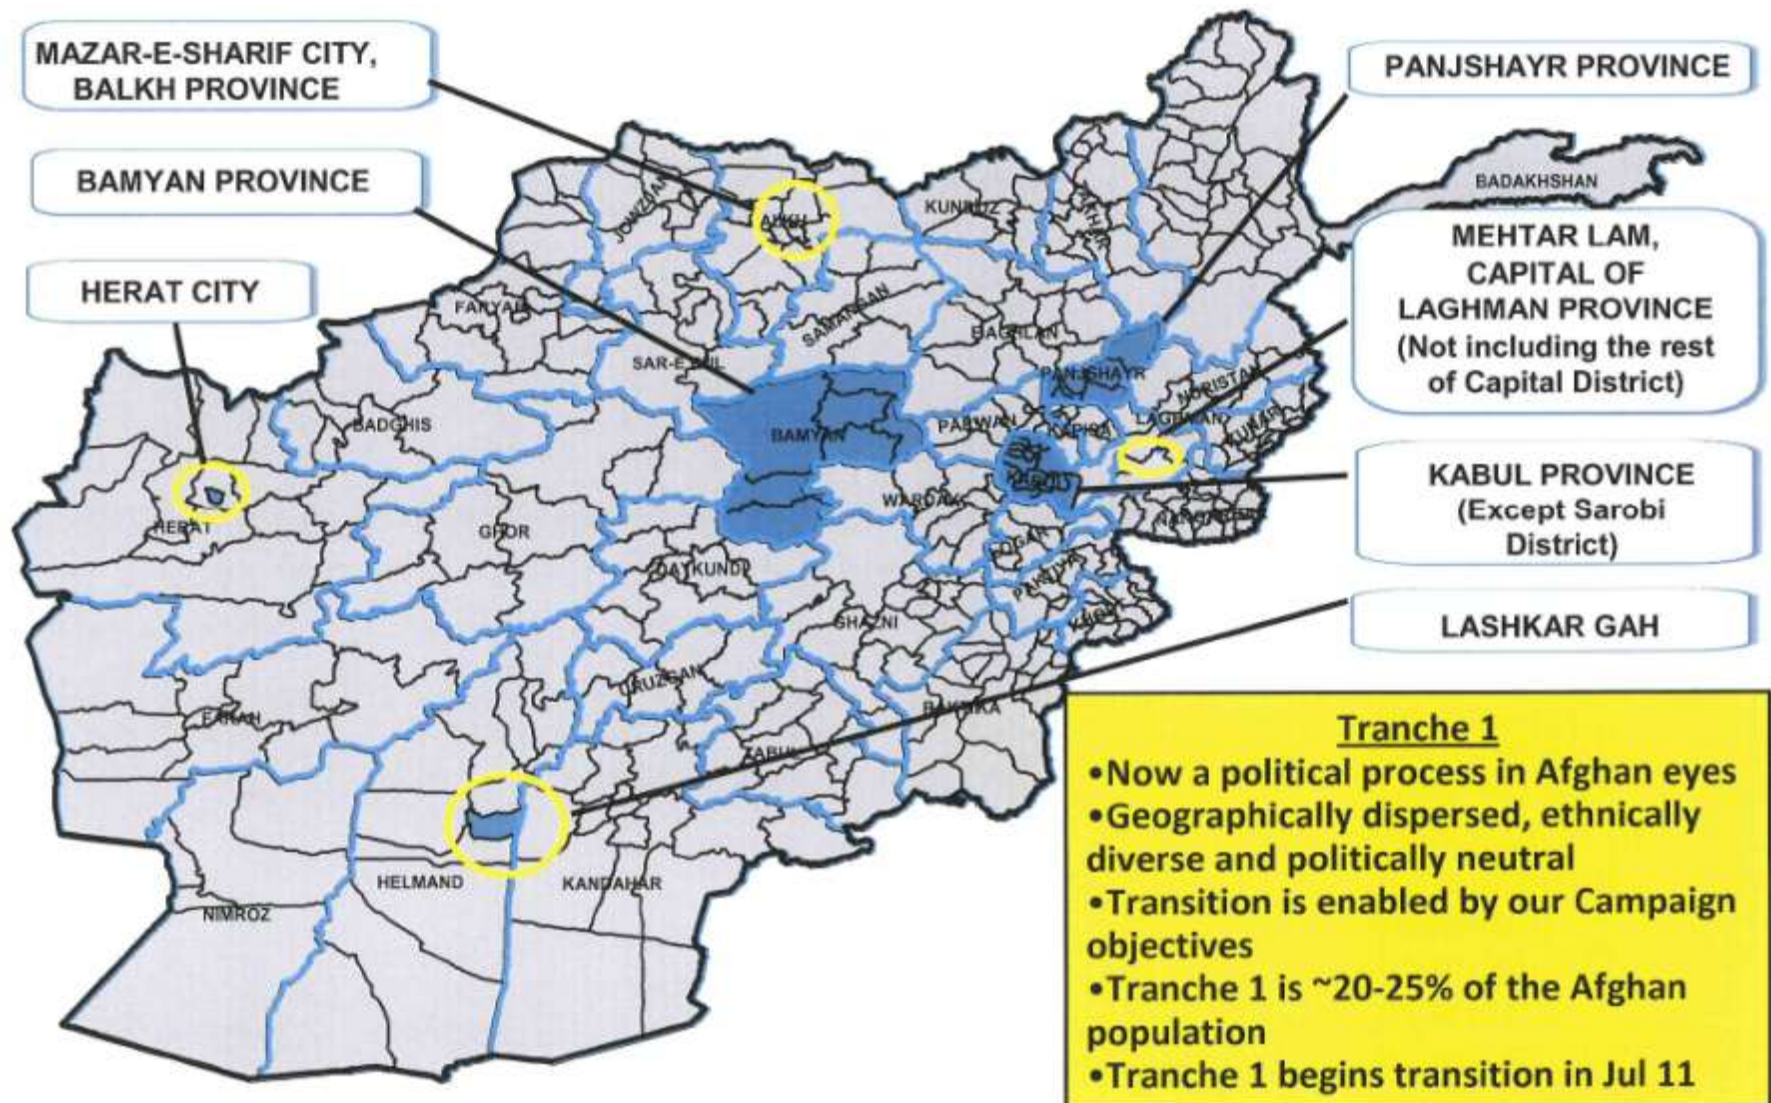 MAZAR-E-SHARIF CITY,
BALKH PROVINCE
PANJSHAYR PROVINCE
BAMYAN PROVINCE
BADAKHSHAN
HERAT CITY
MEHTAR LAM,
CAPITAL OF
LAGHMAN PROVINCE
(Not including the rest
of Capital District)
KABUL PROVINCE
(Except Sarobi
District)
LASHKAR GAH
JOWZJAN
BALKH
KUNDUZ
TAKHAR
FARYAB
SAMANGAN
BAGHLAN
SAR-E PUL
PANJSHAYR
NORISTAN
BADGHIS
BAMYAN
PARWAN
KAPISA
LAGHMAN
KUNAR
KABUL
WARDAK
HERAT
GHOR
LOGAR
DAYKUNDI
PAKTIYA
GHAZNI
URUZGAN
FARAH
PAKTIKA
ZABUL
HELMAND
KANDAHAR
NIMROZ
Tranche 1
•Now a political process in Afghan eyes
•Geographically dispersed, ethnically
diverse and politically neutral
•Transition is enabled by our Campaign
objectives
•Tranche 1 is ~20-25% of the Afghan
population
•Tranche 1 begins transition in Jul 11